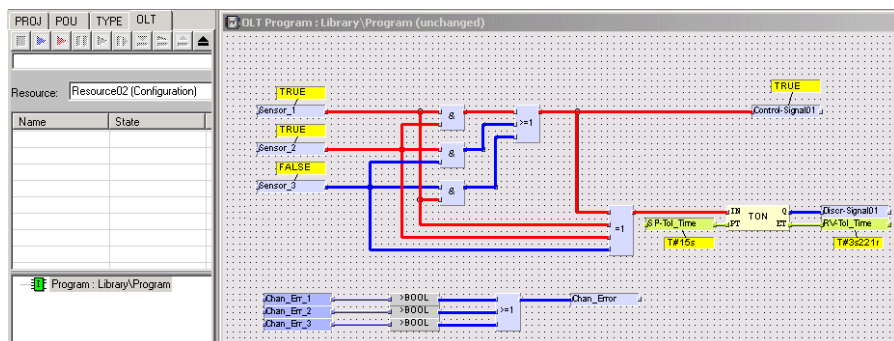 PROJ POU TYPE OLT
OLT Program : Library\Program (unchanged)
Resource: Resource02 (Configuration)
Name State
Program : Library\Program
TRUE
Sensor_1
TRUE
Sensor_2
FALSE
Sensor_3
&
&
&
>=1
TRUE
Control-Signal01
=1
SP-Tol_Time
T#15s
IN TON Q
PT ET
Discr-Signal01
RV-Tol_Time
Chan_Err_1
Chan_Err_2
Chan_Err_3
>BOOL
>BOOL
>BOOL
>=1
Chan_Error